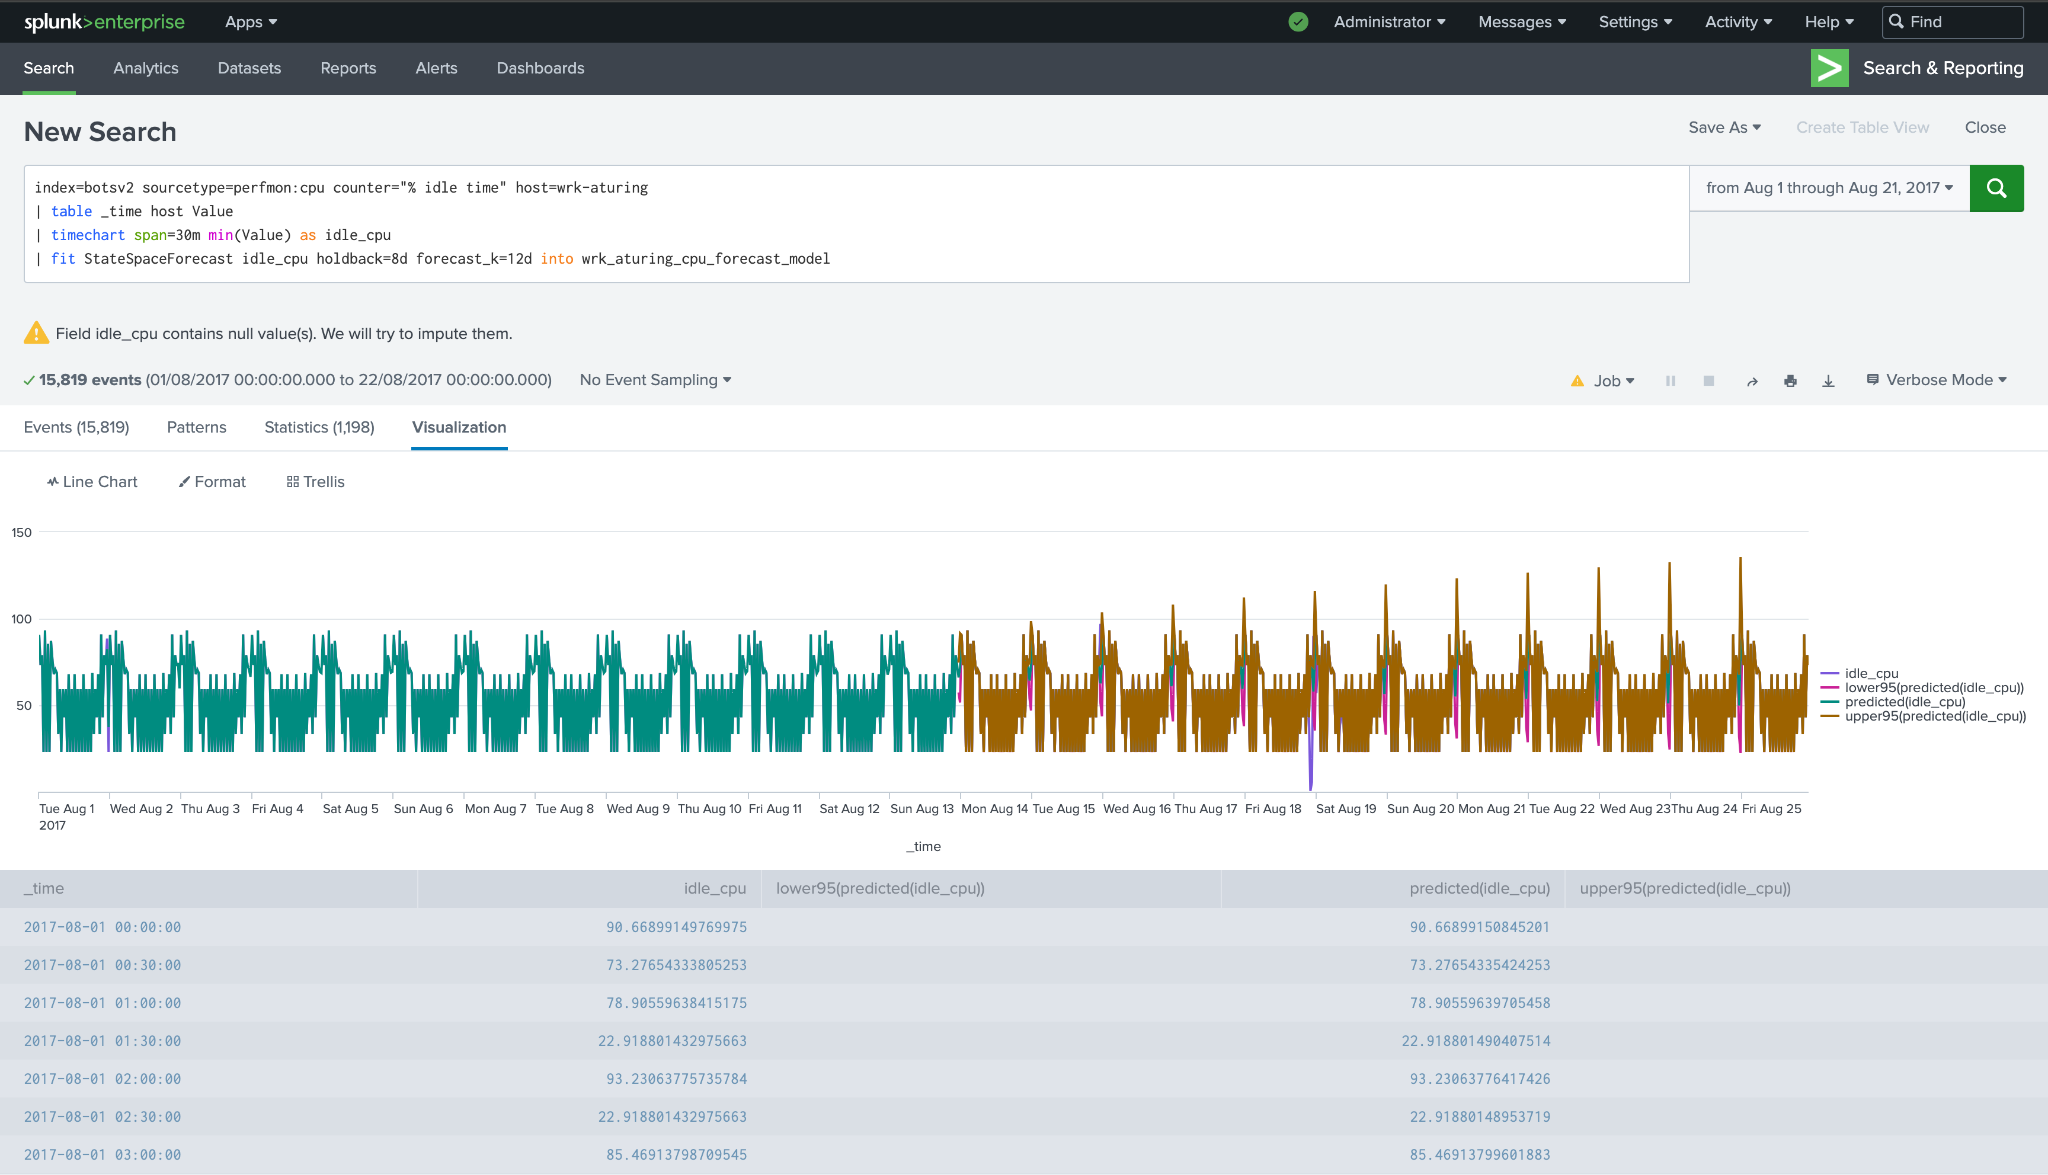 splunk>enterprise Apps Administrator Messages Settings Activity Help Find
Search Analytics Datasets Reports Alerts Dashboards Search & Reporting
New Search
Save As Create Table View Close
index=botsv2 sourcetype=perfmon:cpu counter="% idle time" host=wrk-aturing
| table _time host Value
| timechart span=30m min(Value) as idle_cpu
| fit StateSpaceForecast idle_cpu holdback=8d forecast_k=12d into wrk_aturing_cpu_forecast_model
from Aug 1 through Aug 21, 2017
Field idle_cpu contains null value(s). We will try to impute them.
15,819 events (01/08/2017 00:00:00.000 to 22/08/2017 00:00:00.000) No Event Sampling
Job Verbose Mode
Events (15,819) Patterns Statistics (1,198) Visualization
Line Chart Format Trellis
150
100
50
idle_cpu
lower95(predicted(idle_cpu))
predicted(idle_cpu)
upper95(predicted(idle_cpu))
Tue Aug 1 Wed Aug 2 Thu Aug 3 Fri Aug 4 Sat Aug 5 Sun Aug 6 Mon Aug 7 Tue Aug 8 Wed Aug 9 Thu Aug 10 Fri Aug 11 Sat Aug 12 Sun Aug 13 Mon Aug 14 Tue Aug 15 Wed Aug 16 Thu Aug 17 Fri Aug 18 Sat Aug 19 Sun Aug 20 Mon Aug 21 Tue Aug 22 Wed Aug 23 Thu Aug 24 Fri Aug 25
2017
_time
_time idle_cpu lower95(predicted(idle_cpu)) predicted(idle_cpu) upper95(predicted(idle_cpu))
2017-08-01 00:00:00 90.66899149769975 90.66899150845201
2017-08-01 00:30:00 73.27654333805253 73.27654335424253
2017-08-01 01:00:00 78.90559638415175 78.90559639705458
2017-08-01 01:30:00 22.918801432975663 22.918801490407514
2017-08-01 02:00:00 93.23063775735784 93.23063776417426
2017-08-01 02:30:00 22.918801432975663 22.91880148953719
2017-08-01 03:00:00 85.46913798709545 85.46913799601883